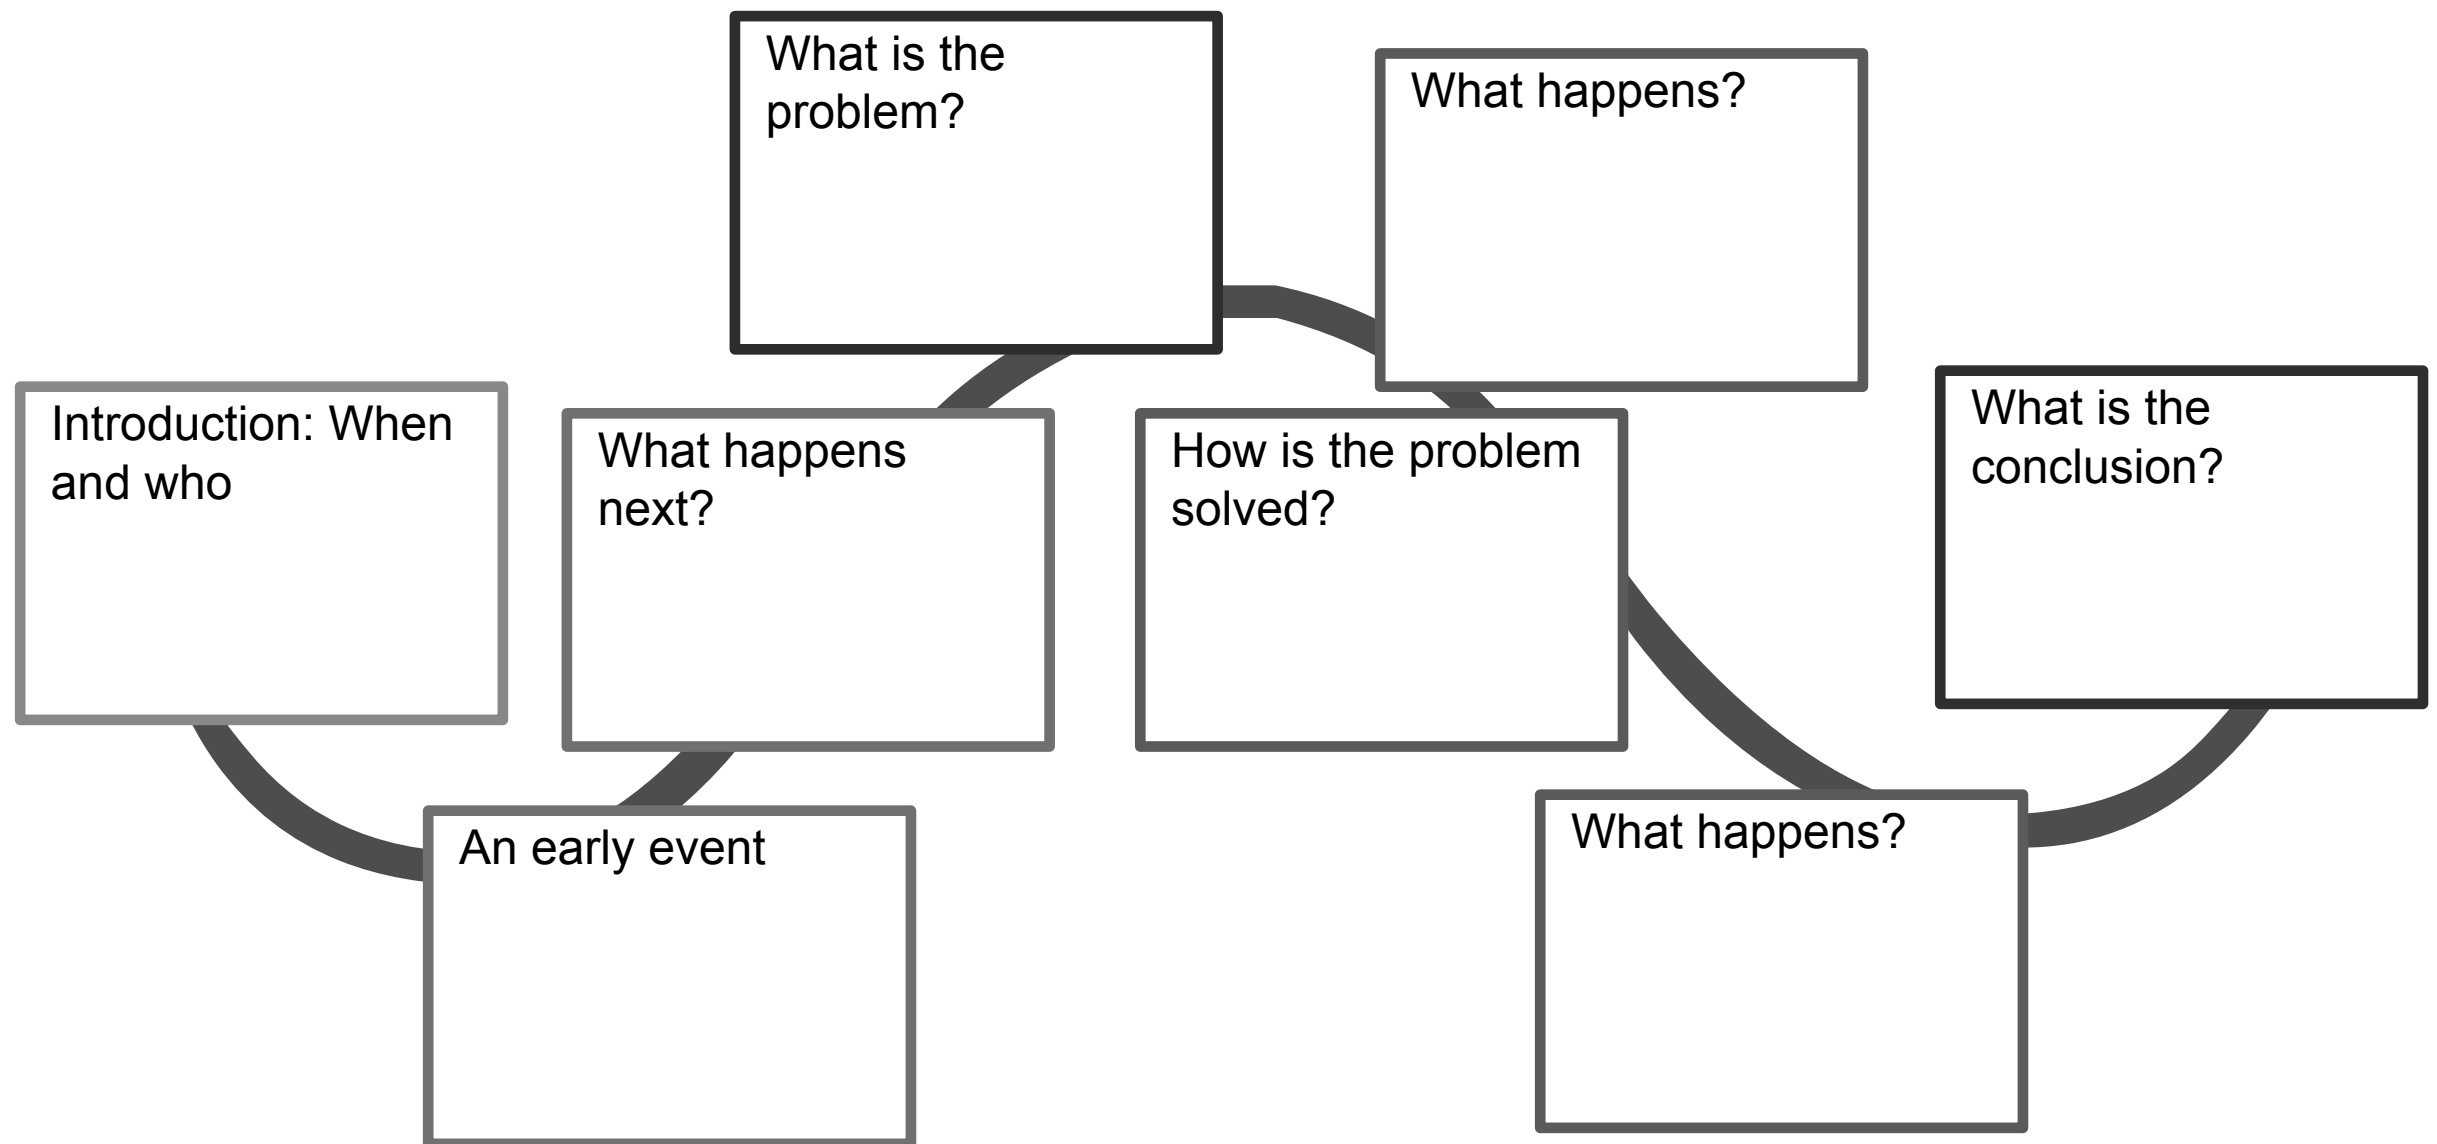 Introduction: When
and who
An early event
What happens
next?
What is the
problem?
What happens?
How is the problem
solved?
What happens?
What is the
conclusion?